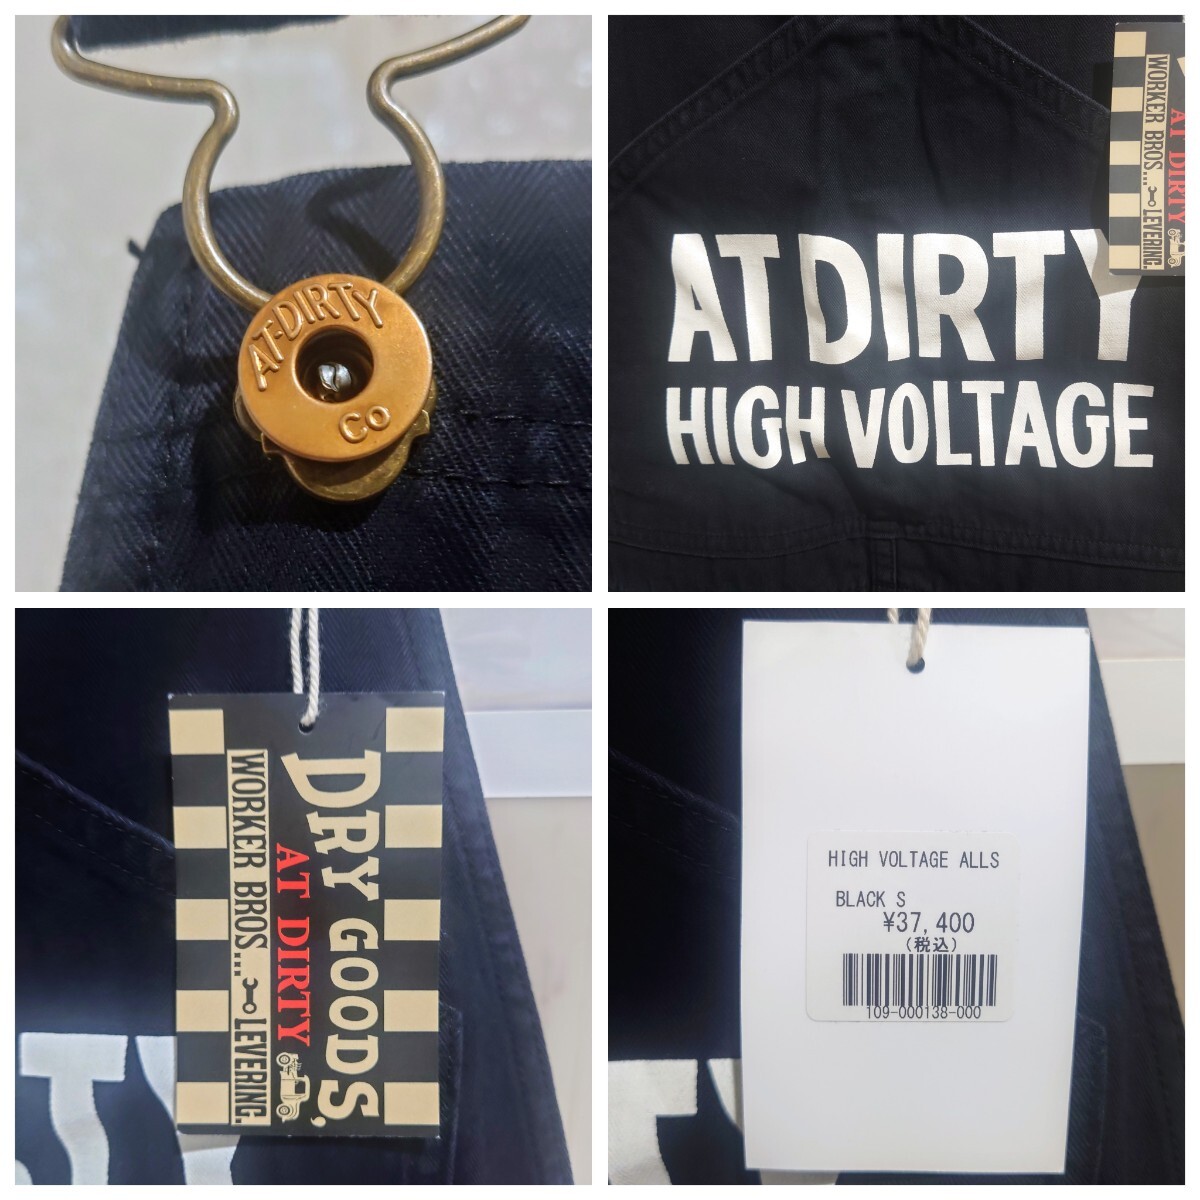 AT-DIRTY
Co
AT DIRTY
HIGH VOLTAGE
AT DIRTY
WORKER BROS... LEVERING.
DRY GOODS,
AT DIRTY
WORKER BROS... LEVERING.
HIGH VOLTAGE ALLS
BLACK S
¥37,400
(税込)
109-000138-000